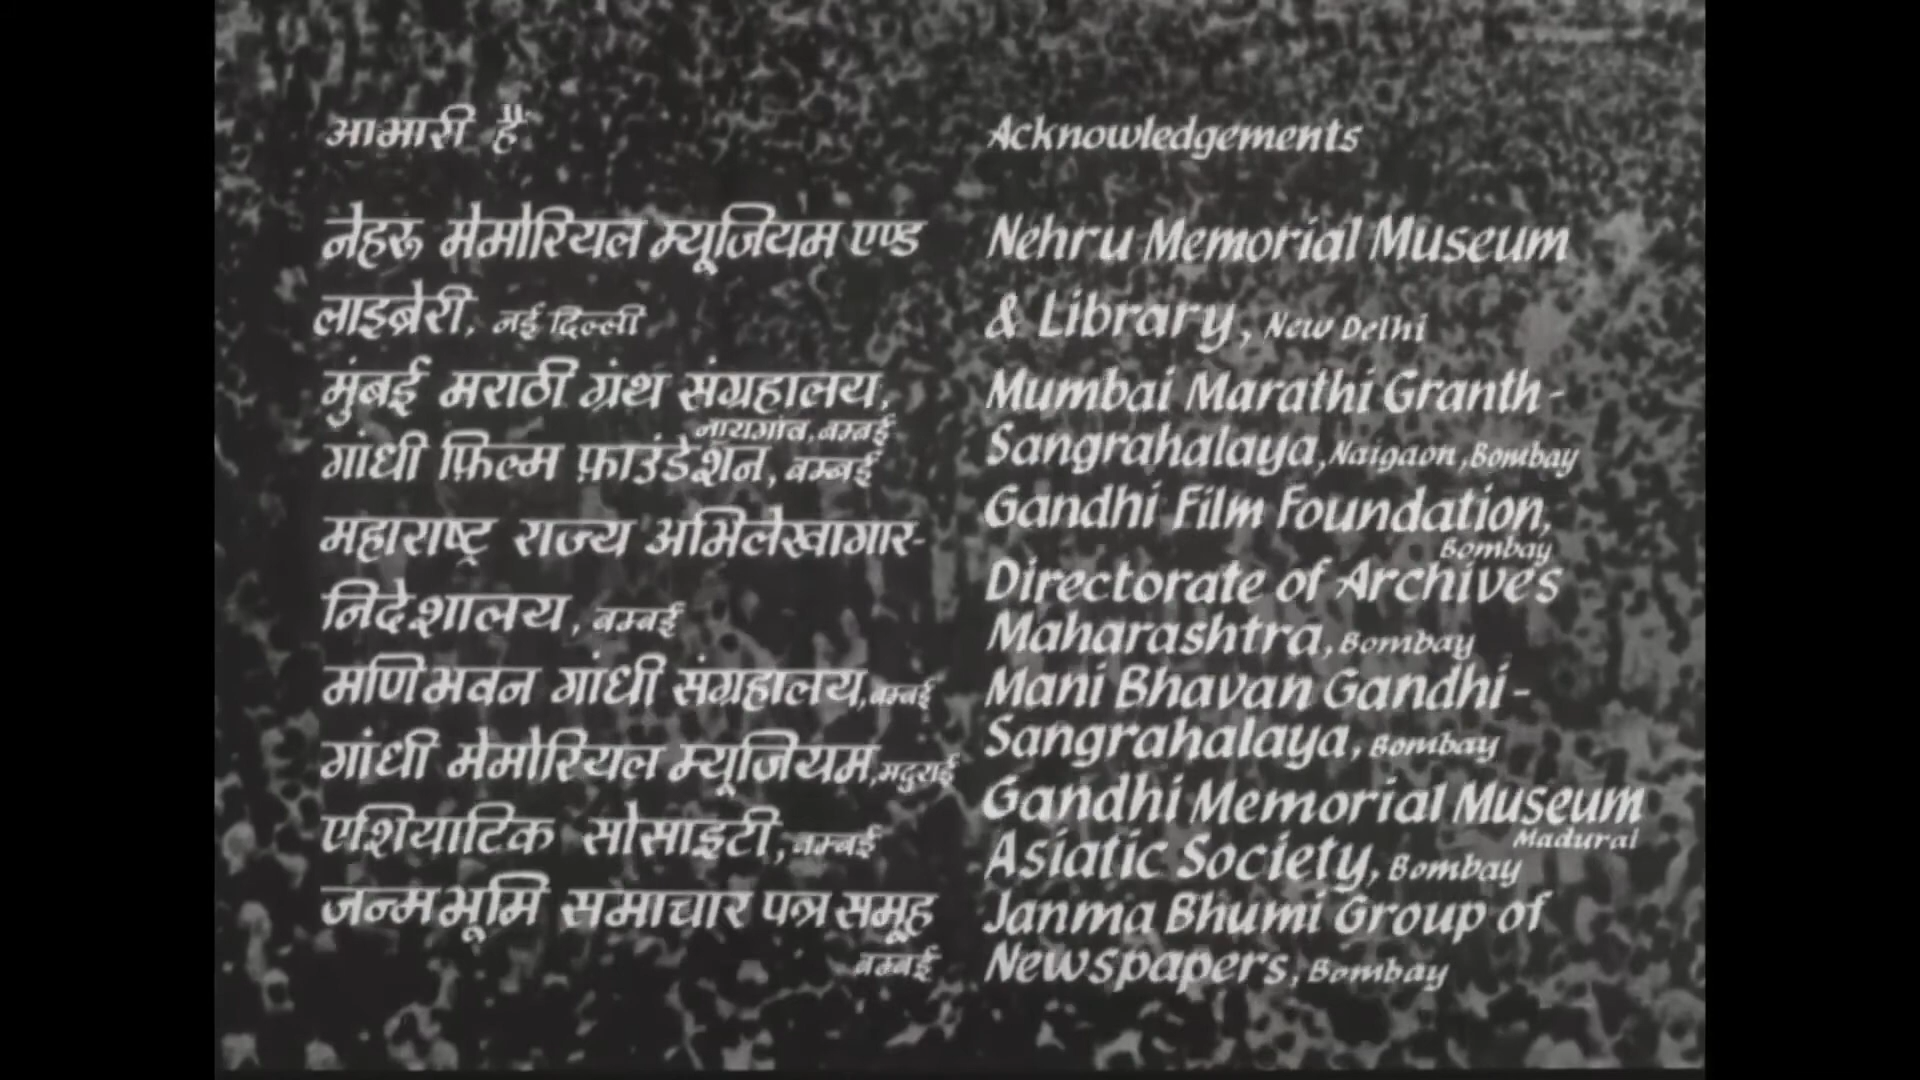 आभारी हैं
नेहरू मेमोरियल म्यूजियम एण्ड
लाइब्रेरी, नई दिल्ली
मुंबई मराठी ग्रंथ संग्रहालय,
नायगांव, बम्बई
गांधी फ़िल्म फ़ाउंडेशन, बम्बई
महाराष्ट्र राज्य अभिलेखागार-
निदेशालय, बम्बई
मणिभवन गांधी संग्रहालय, बम्बई
गांधी मेमोरियल म्यूजियम, मदुराई
एशियाटिक सोसाइटी, बम्बई
जन्मभूमि समाचार पत्र समूह
बम्बई
Acknowledgements
Nehru Memorial Museum
& Library, New Delhi
Mumbai Marathi Granth-
Sangrahalaya, Naigaon, Bombay
Gandhi Film Foundation,
Bombay
Directorate of Archives
Maharashtra, Bombay
Mani Bhavan Gandhi-
Sangrahalaya, Bombay
Gandhi Memorial Museum
Madurai
Asiatic Society, Bombay
Janma Bhumi Group of
Newspapers, Bombay